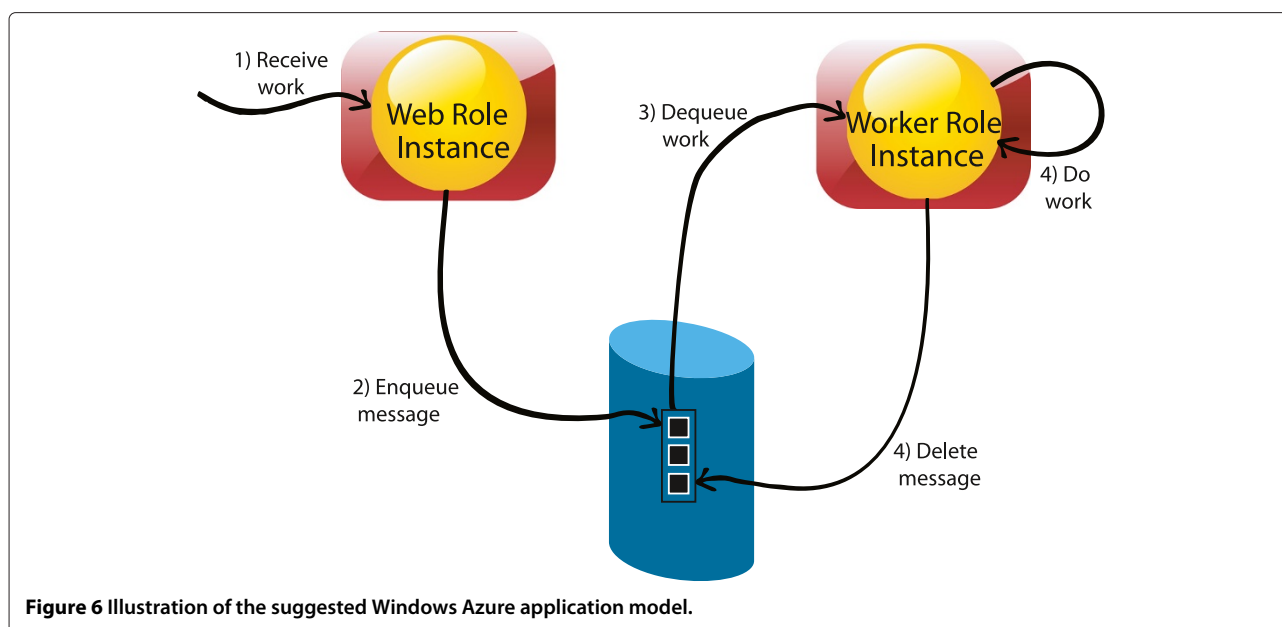 1) Receive
work
Web Role
Instance
2) Enqueue
message
3) Dequeue
work
Worker Role
Instance
4) Do
work
4) Delete
message
Figure 6 Illustration of the suggested Windows Azure application model.